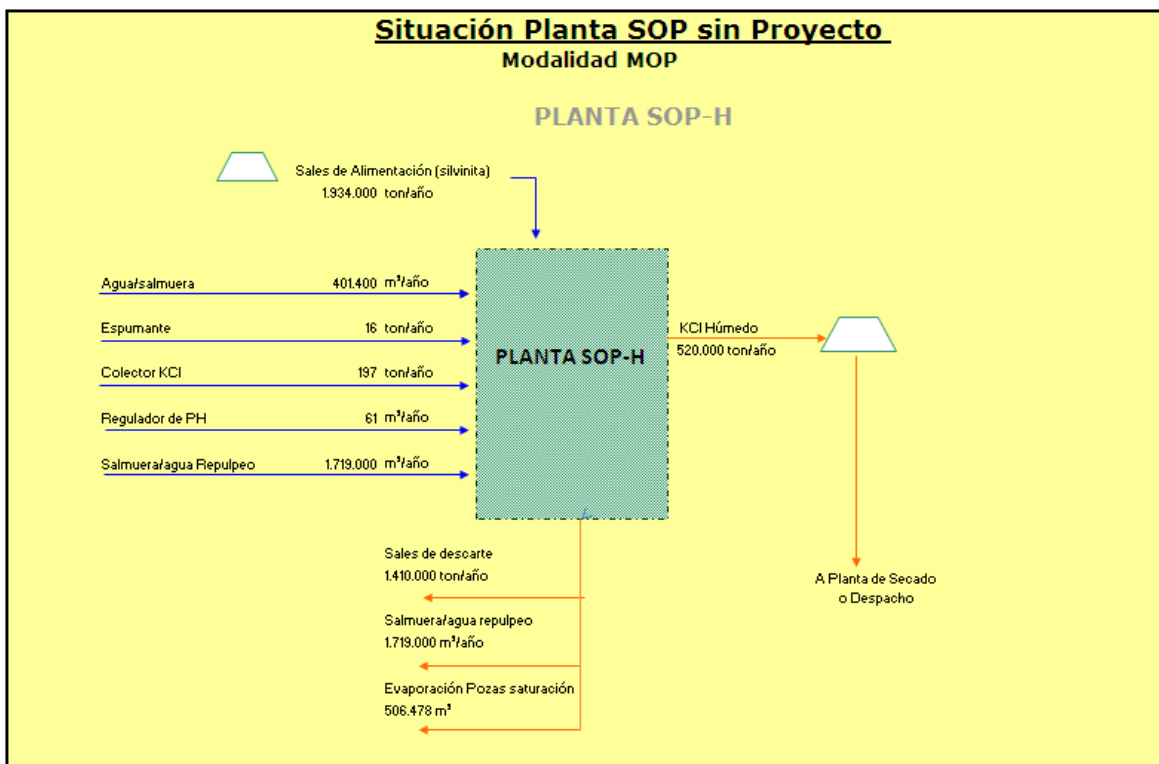 Situación Planta SOP sin Proyecto
Modalidad MOP
PLANTA SOP-H
Sales de Alimentación (silvinita)
1.934.000 ton/año
Agua/salmuera 401.400 m³/año
Espumante 16 ton/año
Colector KCl 197 ton/año
Regulador de PH 61 m³/año
Salmuera/agua Repulpeo 1.719.000 m³/año
PLANTA SOP-H
KCl Húmedo
520.000 ton/año
A Planta de Secado
o Despacho
Sales de descarte
1.410.000 ton/año
Salmuera/agua repulpeo
1.719.000 m³/año
Evaporación Pozas saturación
506.478 m³